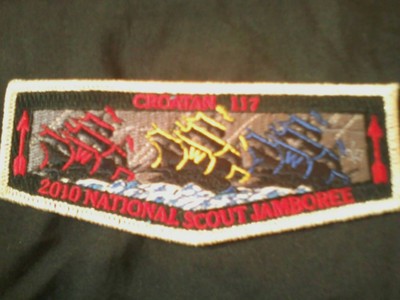 CROATAN 117
2010 NATIONAL SCOUT JAMBOREE